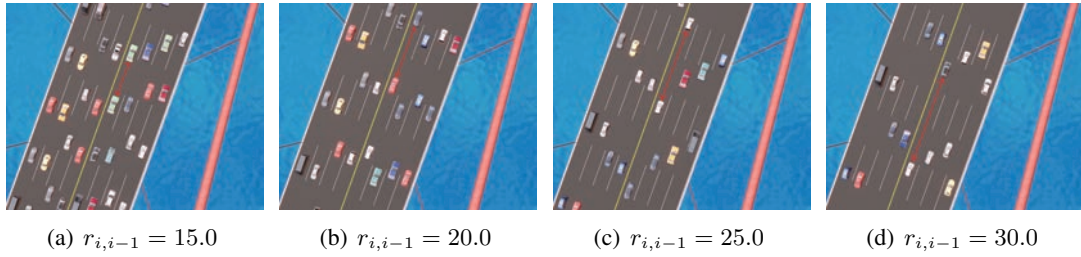 (a) r_{i,i−1} = 15.0
(b) r_{i,i−1} = 20.0
(c) r_{i,i−1} = 25.0
(d) r_{i,i−1} = 30.0